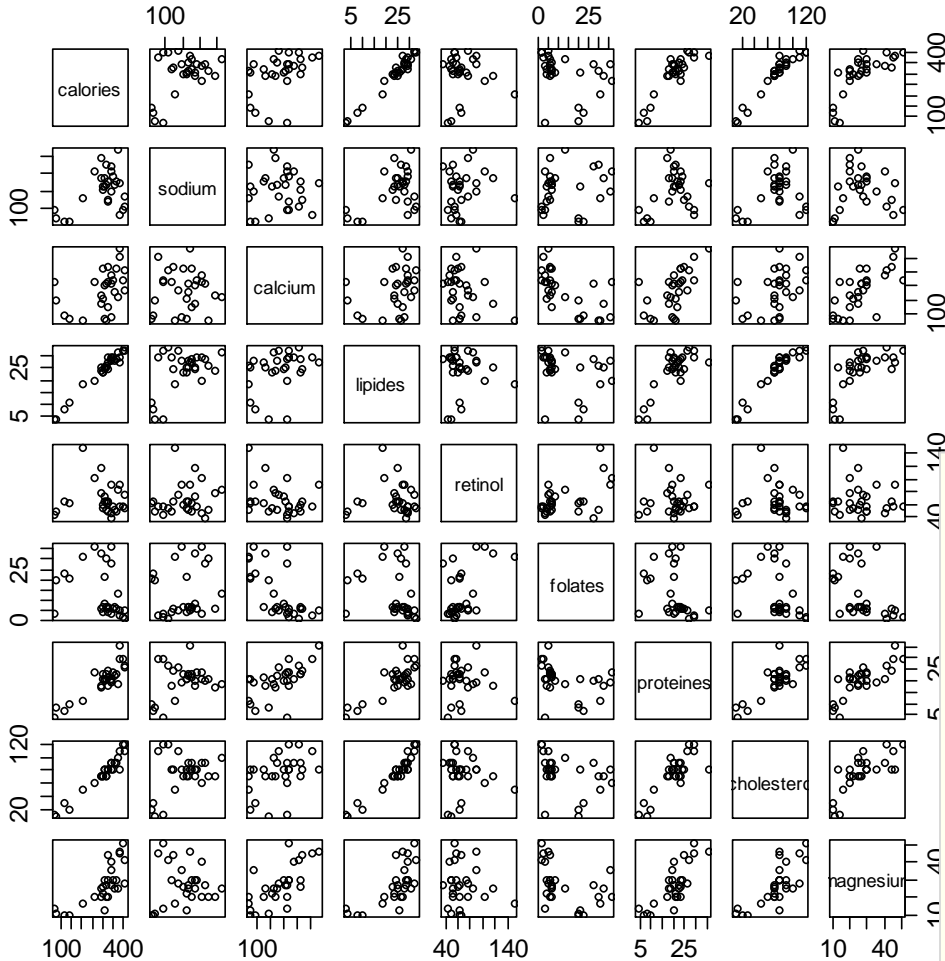 100 5 25 0 25 20 120
calories 100 400
100 sodium
calcium 100
5 25 lipides
retinol 40 140
0 25 folates
proteines 5 25
20 120 cholestero
magnesium 10 40
100 400 100 40 140 5 25 10 40